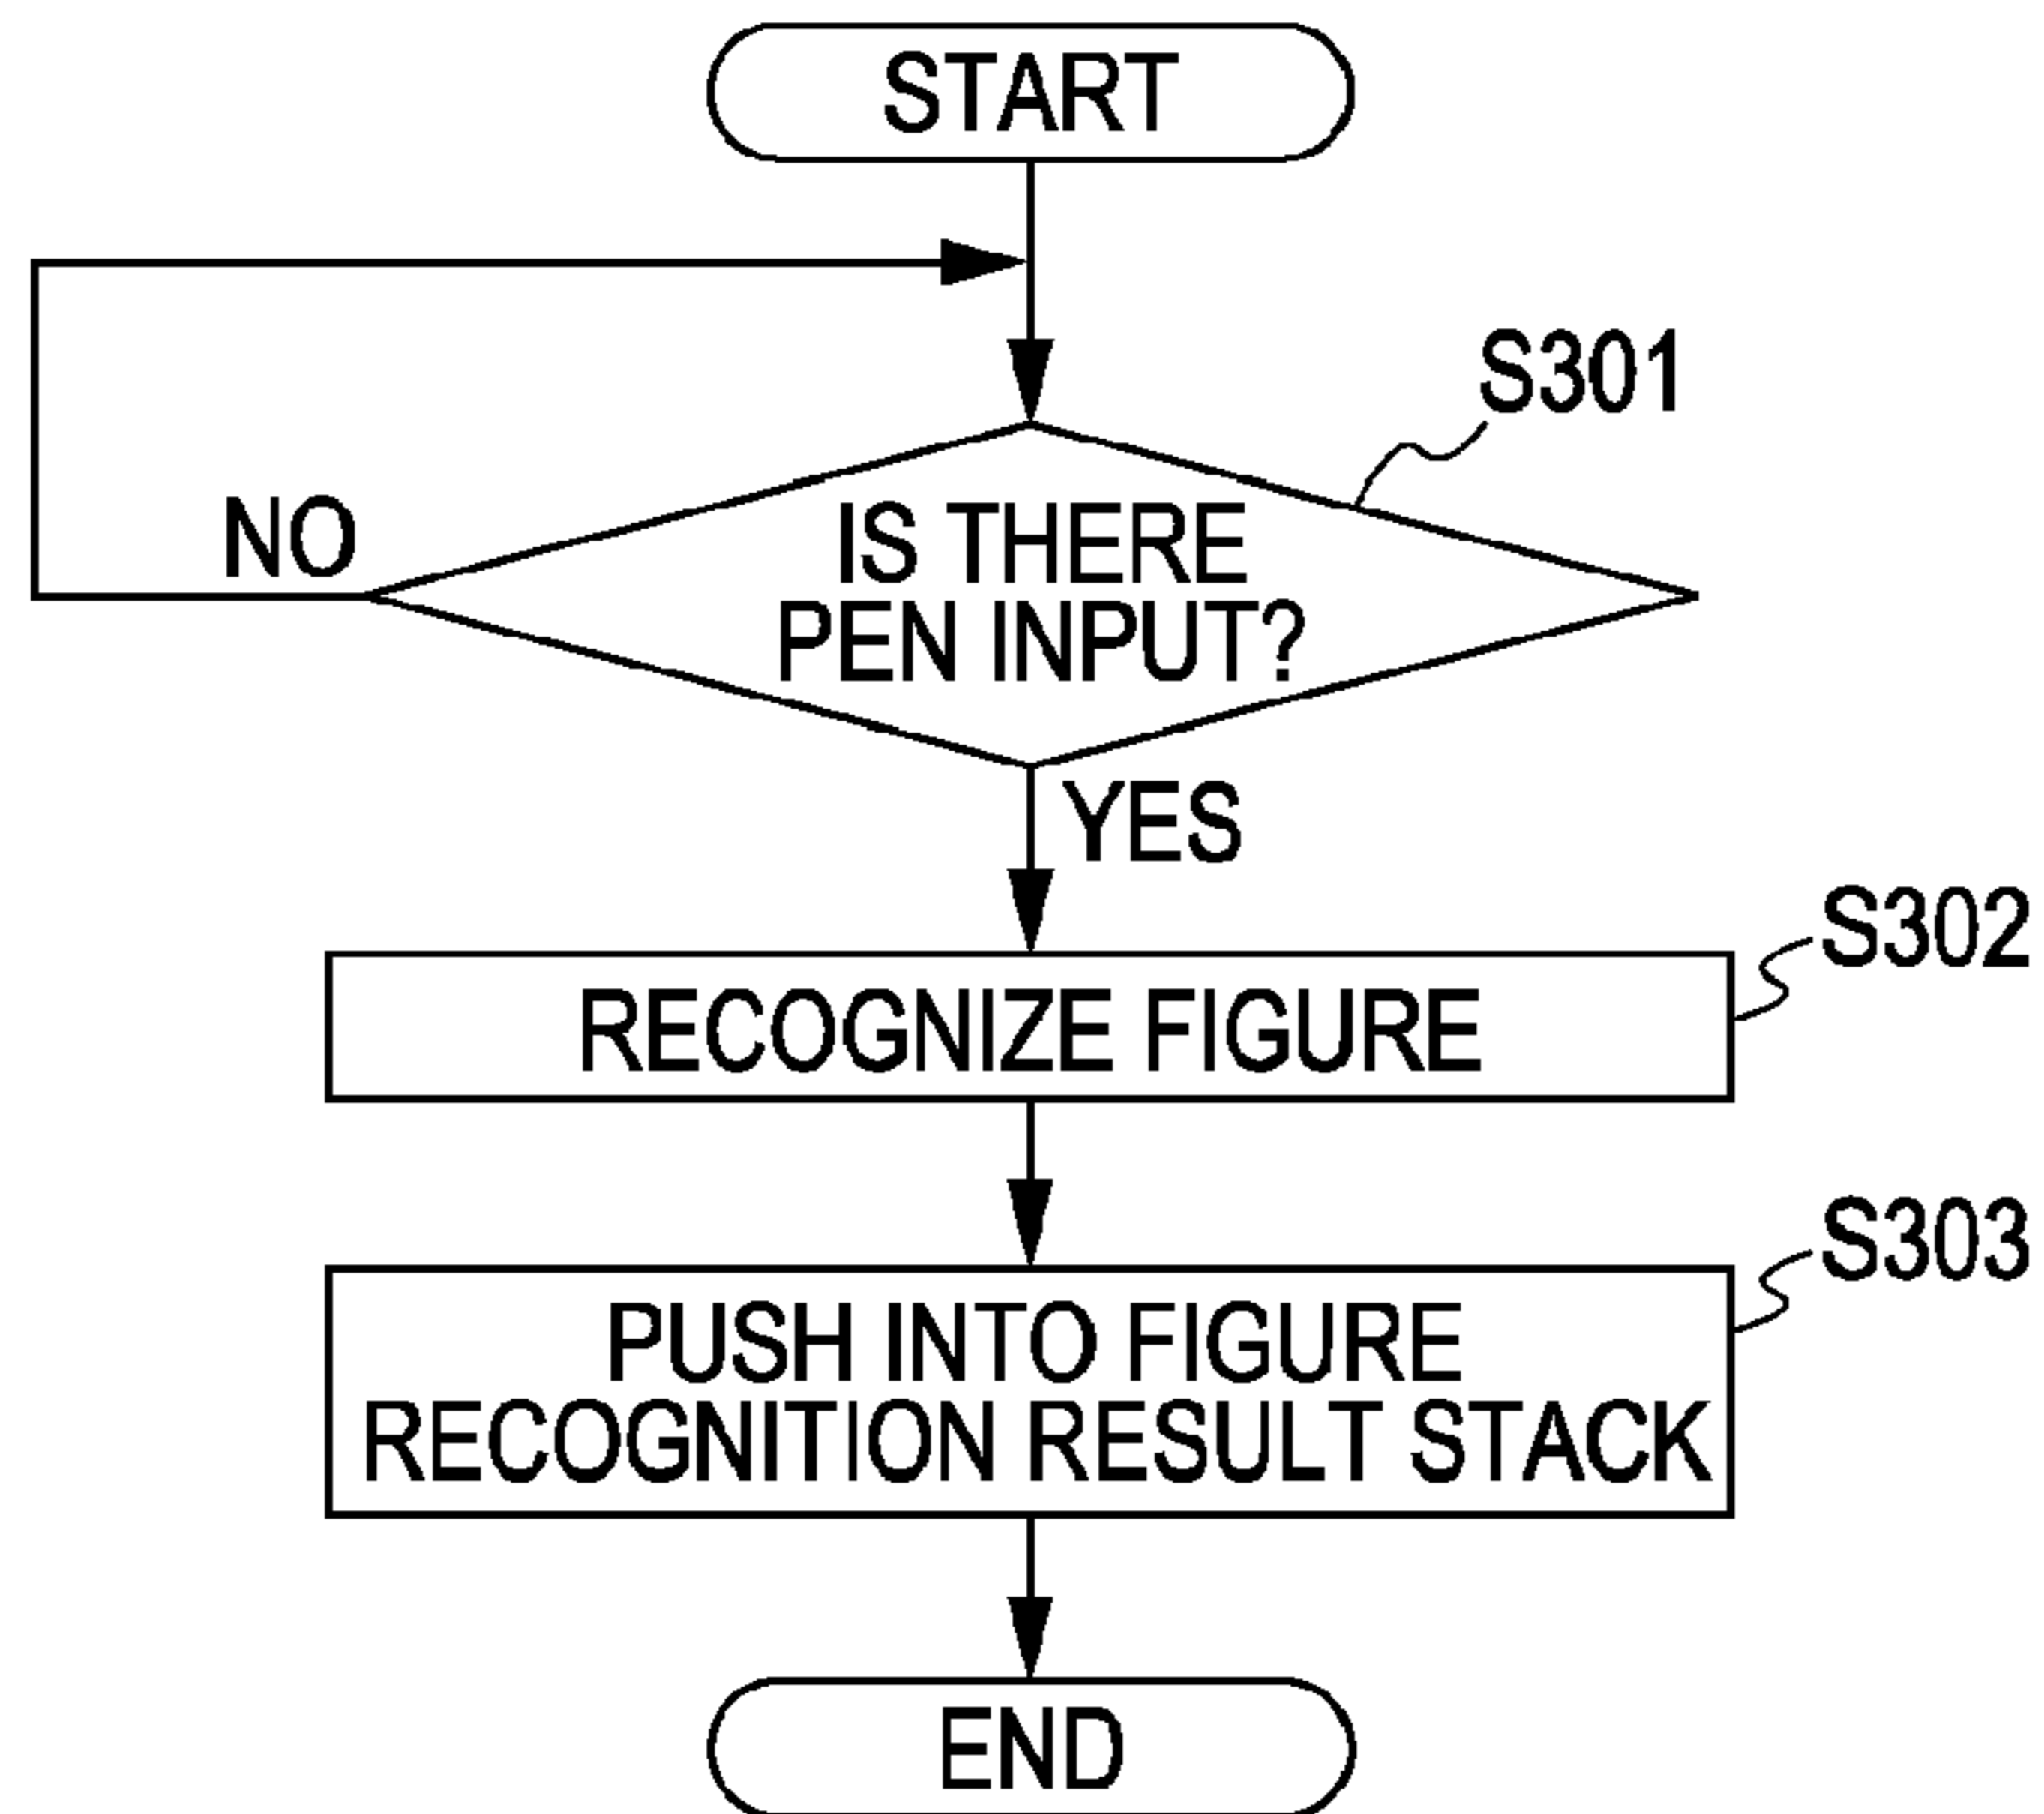 START
S301
NO
IS THERE
PEN INPUT?
YES
S302
RECOGNIZE FIGURE
S303
PUSH INTO FIGURE
RECOGNITION RESULT STACK
END